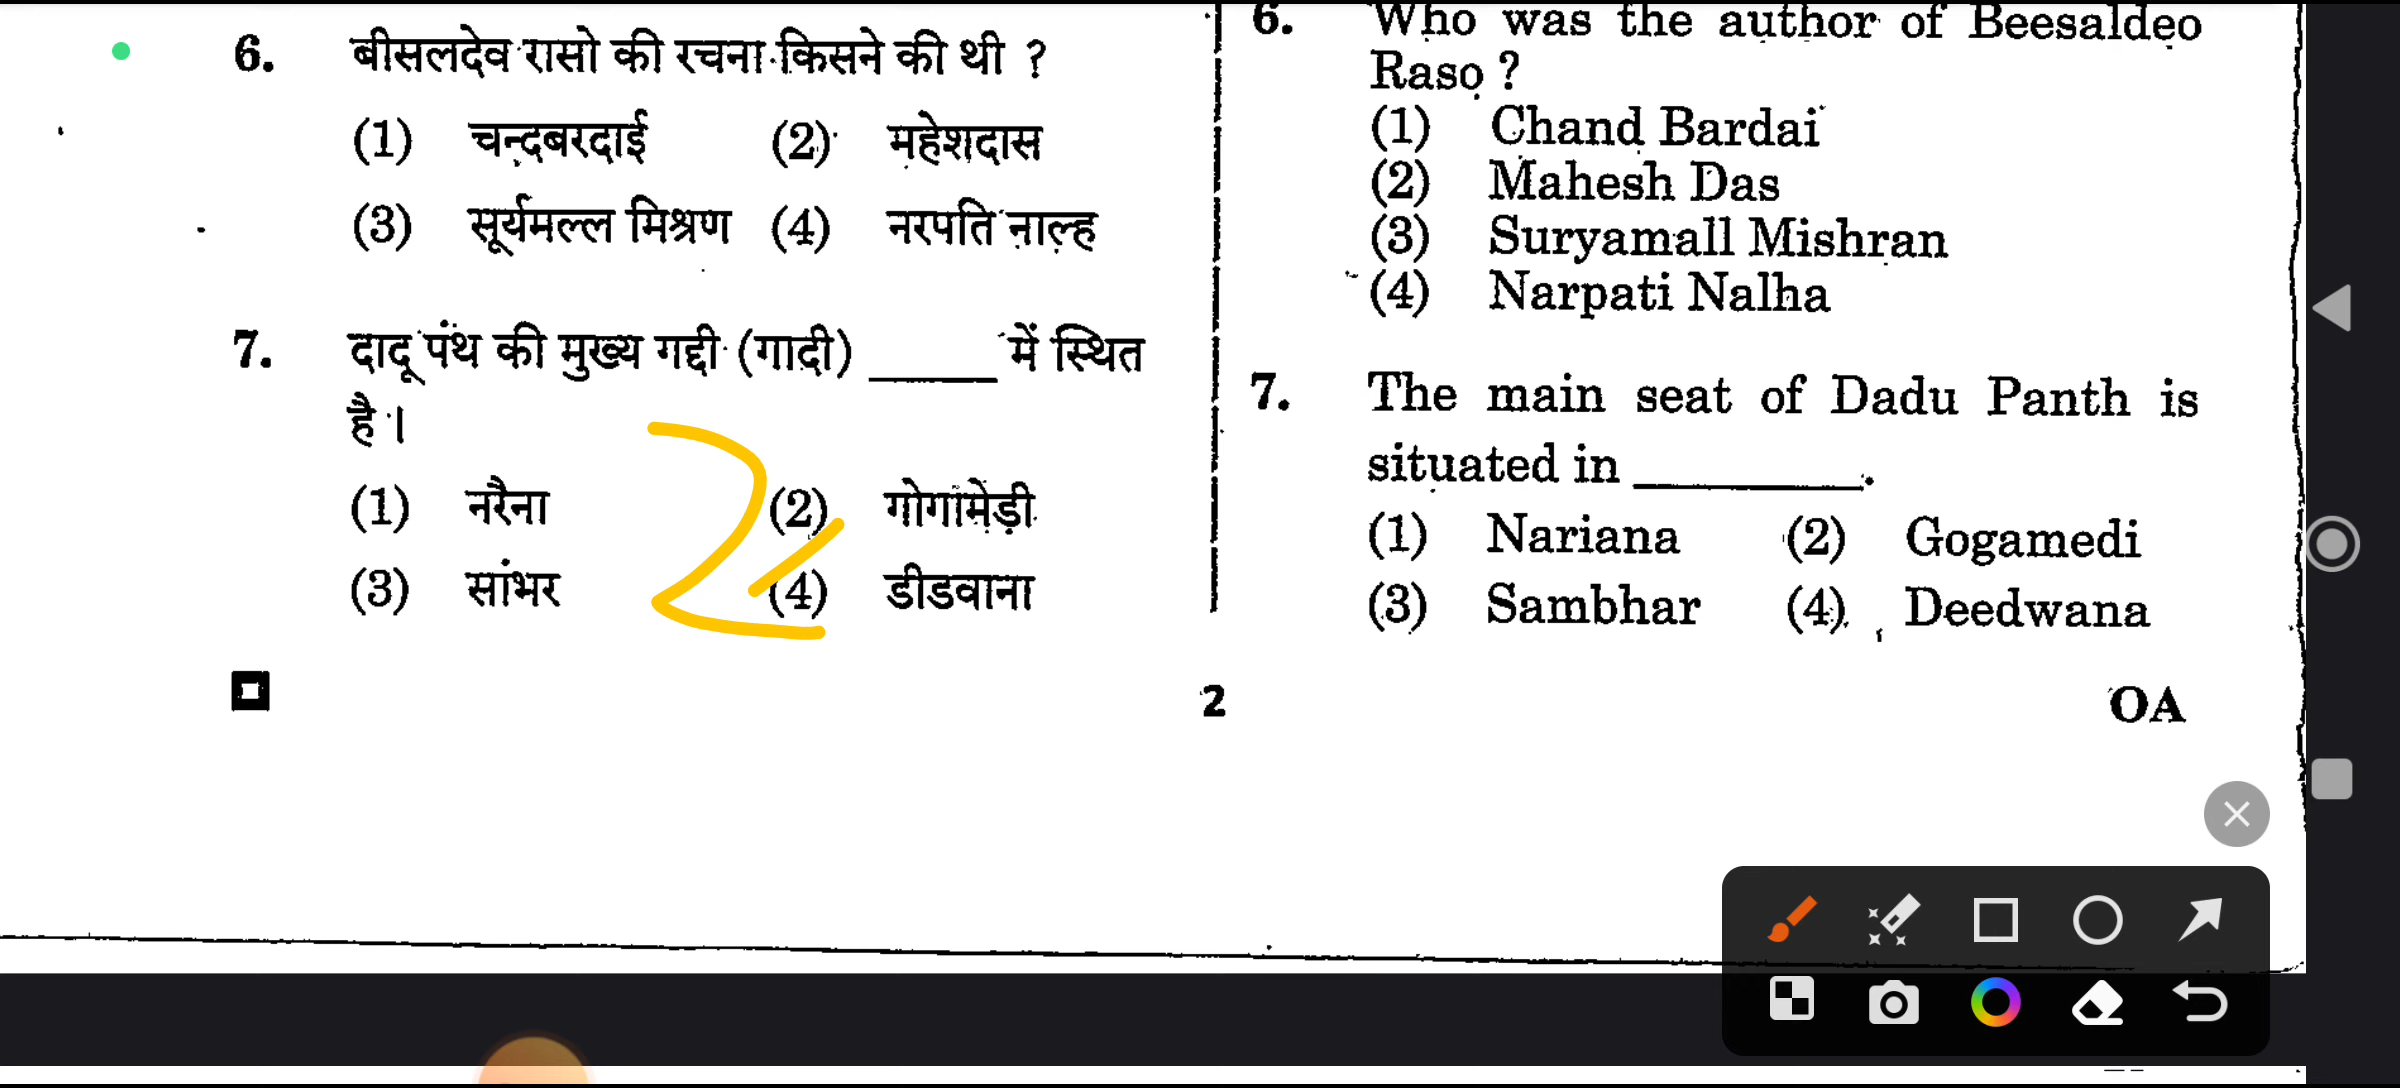 6. बीसलदेव रासो की रचना किसने की थी ?
(1) चन्दबरदाई (2) महेशदास
(3) सूर्यमल्ल मिश्रण (4) नरपति नाल्ह
7. दादू पंथ की मुख्य गद्दी (गादी) ______ में स्थित
है ।
(1) नरैना (2) गोगामेड़ी
(3) सांभर (4) डीडवाना
6. Who was the author of Beesaldeo
Raso ?
(1) Chand Bardai
(2) Mahesh Das
(3) Suryamall Mishran
(4) Narpati Nalha
7. The main seat of Dadu Panth is
situated in ________.
(1) Nariana (2) Gogamedi
(3) Sambhar (4) Deedwana
2
OA